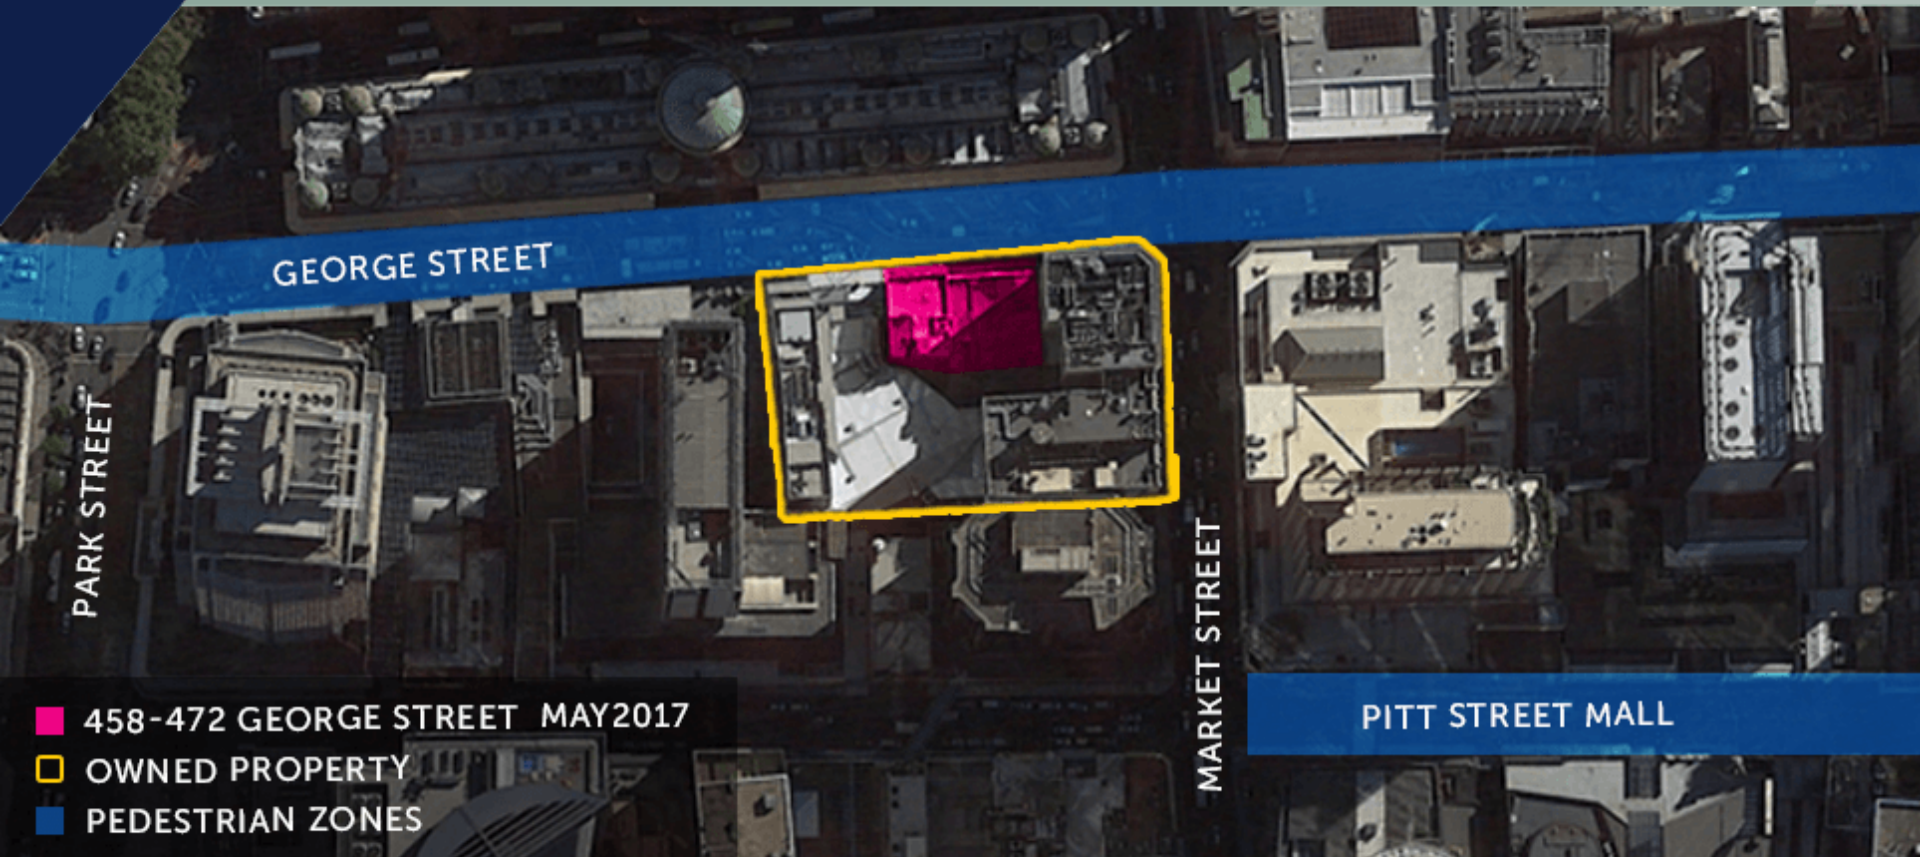 GEORGE STREET
PARK STREET
MARKET STREET
PITT STREET MALL
458-472 GEORGE STREET MAY2017
OWNED PROPERTY
PEDESTRIAN ZONES